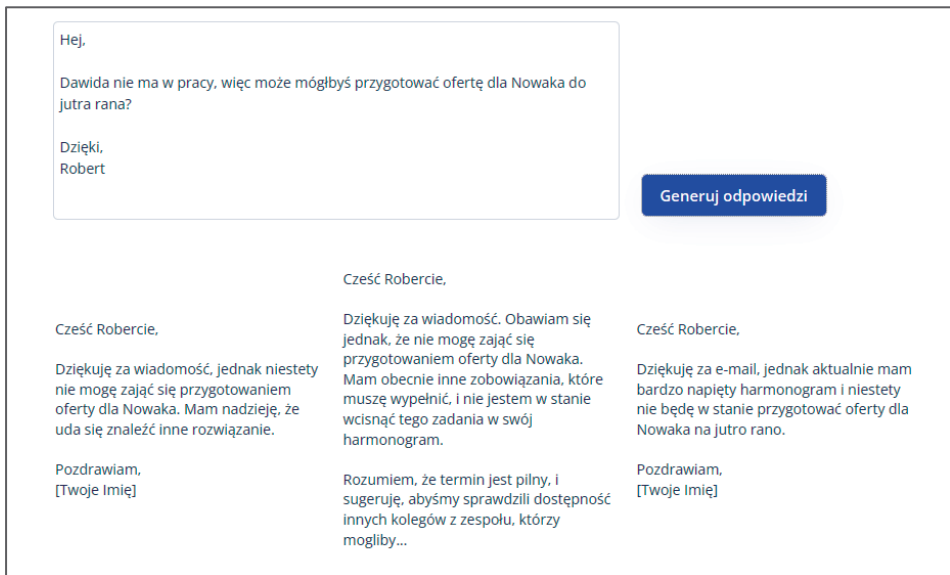 Hej,
Dawida nie ma w pracy, więc może mógłbyś przygotować ofertę dla Nowaka do
jutra rana?
Dzięki,
Robert
Generuj odpowiedzi
Cześć Robercie,
Dziękuję za wiadomość, jednak niestety
nie mogę zająć się przygotowaniem
oferty dla Nowaka. Mam nadzieję, że
uda się znaleźć inne rozwiązanie.
Pozdrawiam,
[Twoje Imię]
Cześć Robercie,
Dziękuję za wiadomość. Obawiam się
jednak, że nie mogę zająć się
przygotowaniem oferty dla Nowaka.
Mam obecnie inne zobowiązania, które
muszę wypełnić, i nie jestem w stanie
wcisnąć tego zadania w swój
harmonogram.
Rozumiem, że termin jest pilny, i
sugeruję, abyśmy sprawdzili dostępność
innych kolegów z zespołu, którzy
mogliby...
Cześć Robercie,
Dziękuję za e-mail, jednak aktualnie mam
bardzo napięty harmonogram i niestety
nie będę w stanie przygotować oferty dla
Nowaka na jutro rano.
Pozdrawiam,
[Twoje Imię]